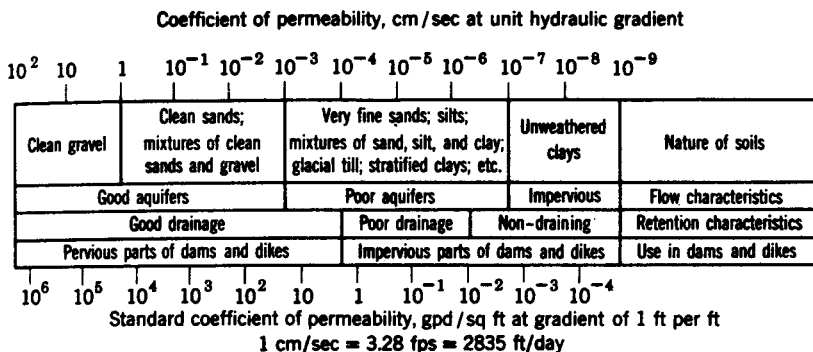 Coefficient of permeability, cm/sec at unit hydraulic gradient
10² 10 1 10⁻¹ 10⁻² 10⁻³ 10⁻⁴ 10⁻⁵ 10⁻⁶ 10⁻⁷ 10⁻⁸ 10⁻⁹
Clean gravel
Clean sands;
mixtures of clean
sands and gravel
Very fine sands; silts;
mixtures of sand, silt, and clay;
glacial till; stratified clays; etc.
Unweathered
clays
Nature of soils
Good aquifers Poor aquifers Impervious Flow characteristics
Good drainage Poor drainage Non-draining Retention characteristics
Pervious parts of dams and dikes Impervious parts of dams and dikes Use in dams and dikes
10⁶ 10⁵ 10⁴ 10³ 10² 10 1 10⁻¹ 10⁻² 10⁻³ 10⁻⁴
Standard coefficient of permeability, gpd/sq ft at gradient of 1 ft per ft
1 cm/sec = 3.28 fps = 2835 ft/day